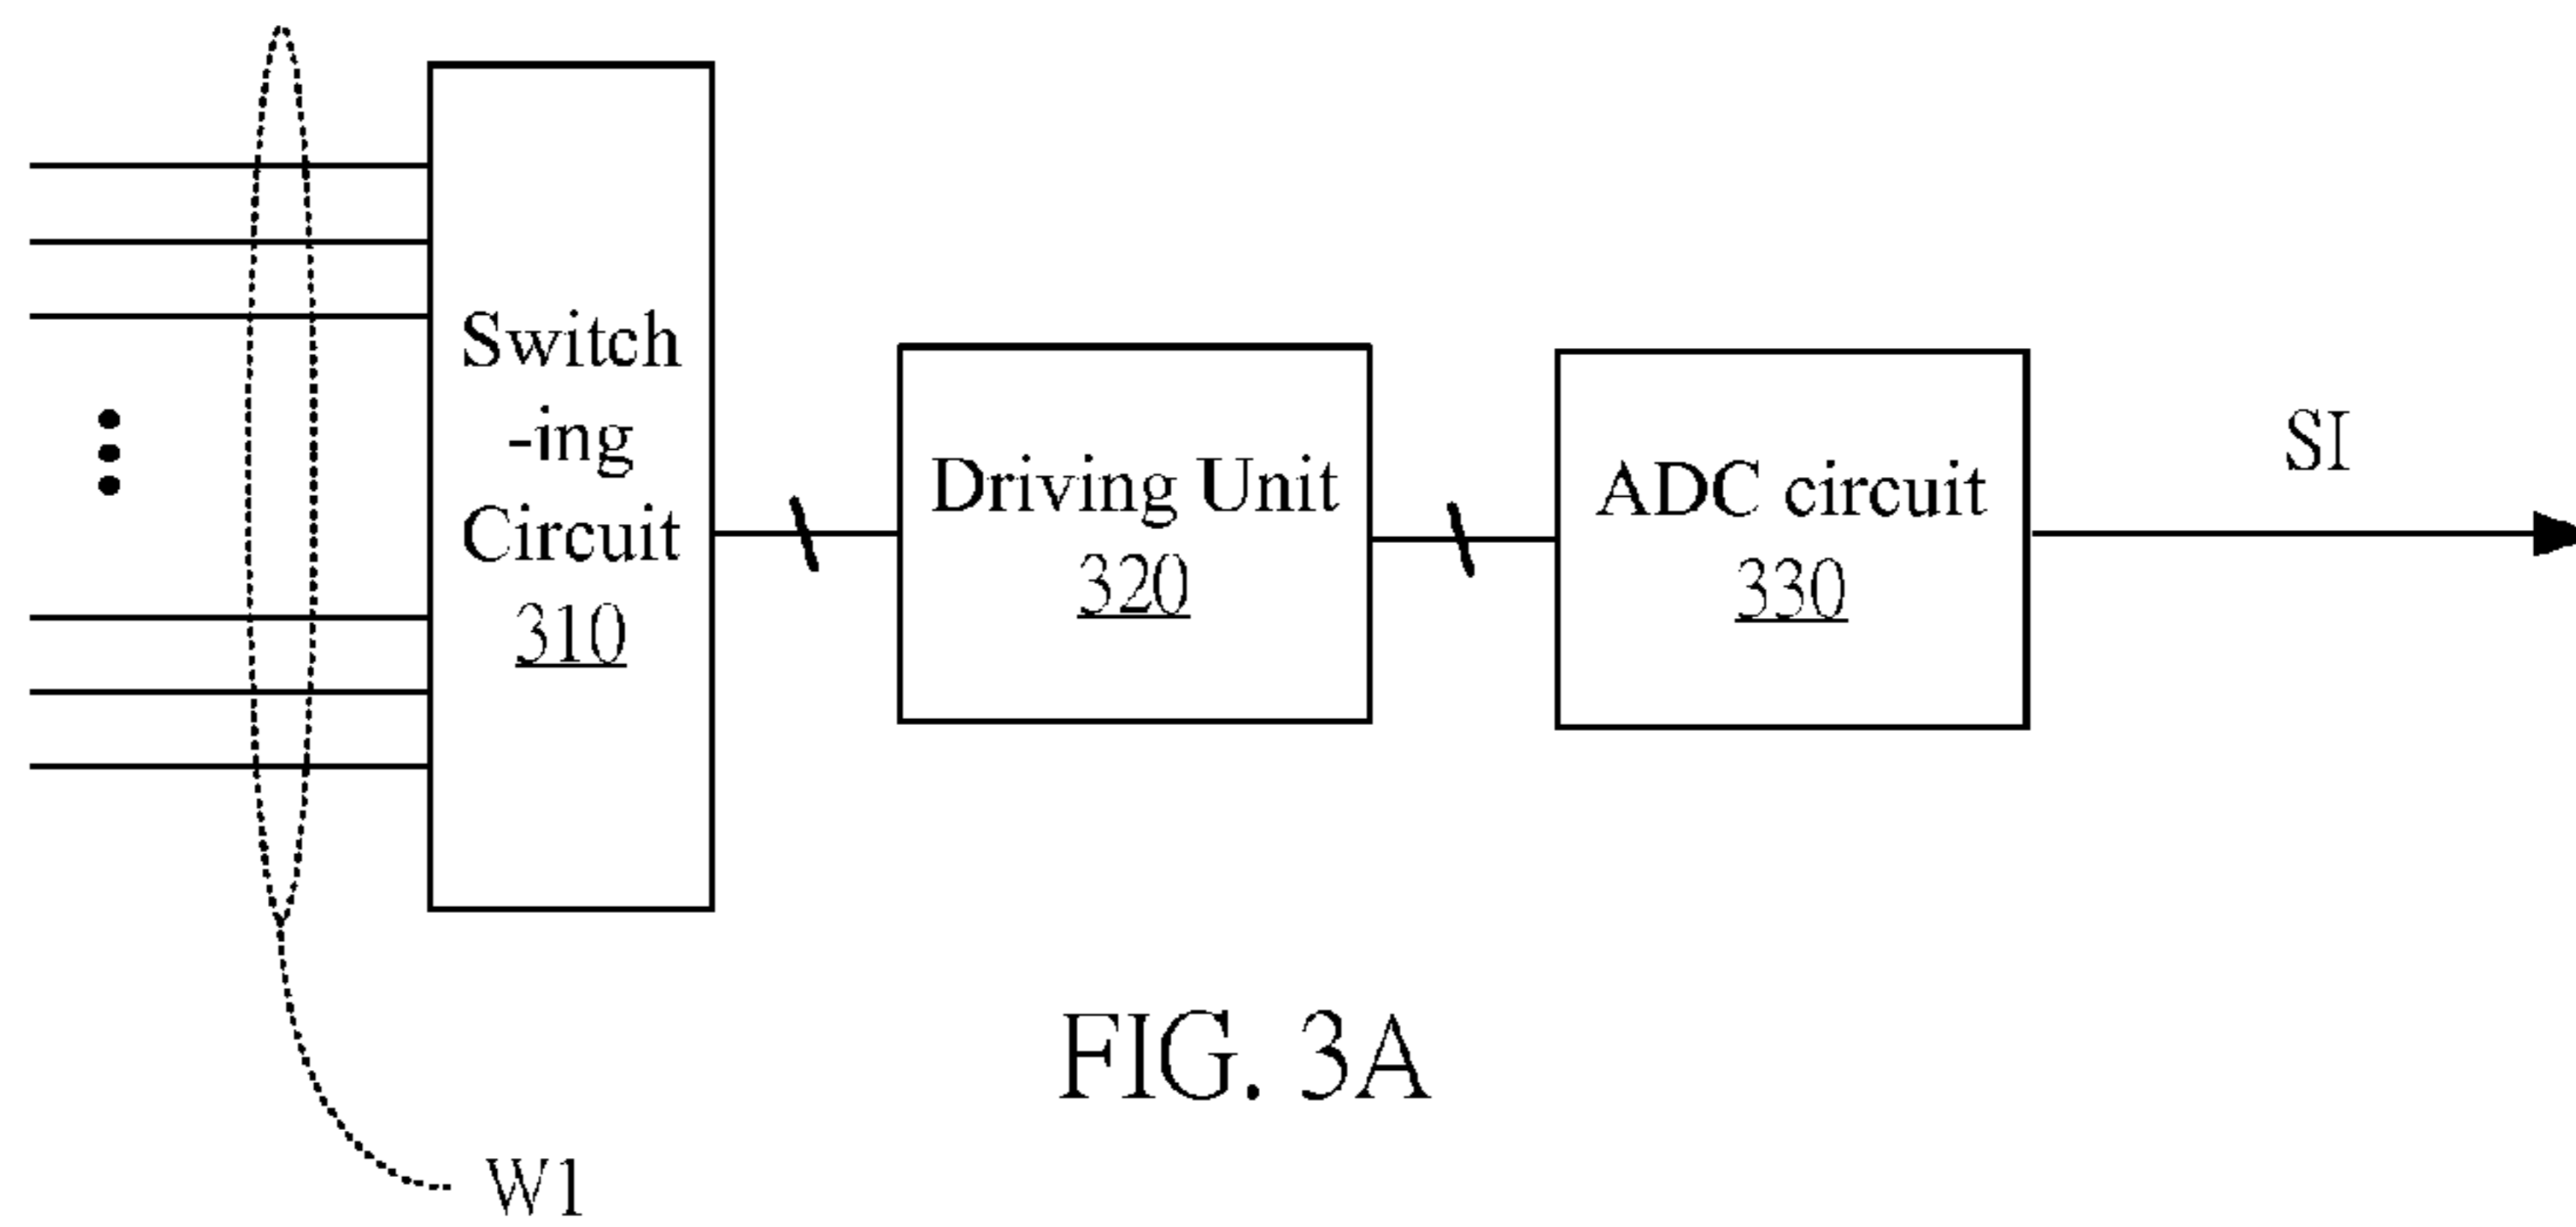 Switch
-ing
Circuit
310
Driving Unit
320
ADC circuit
330
SI
FIG. 3A
W1